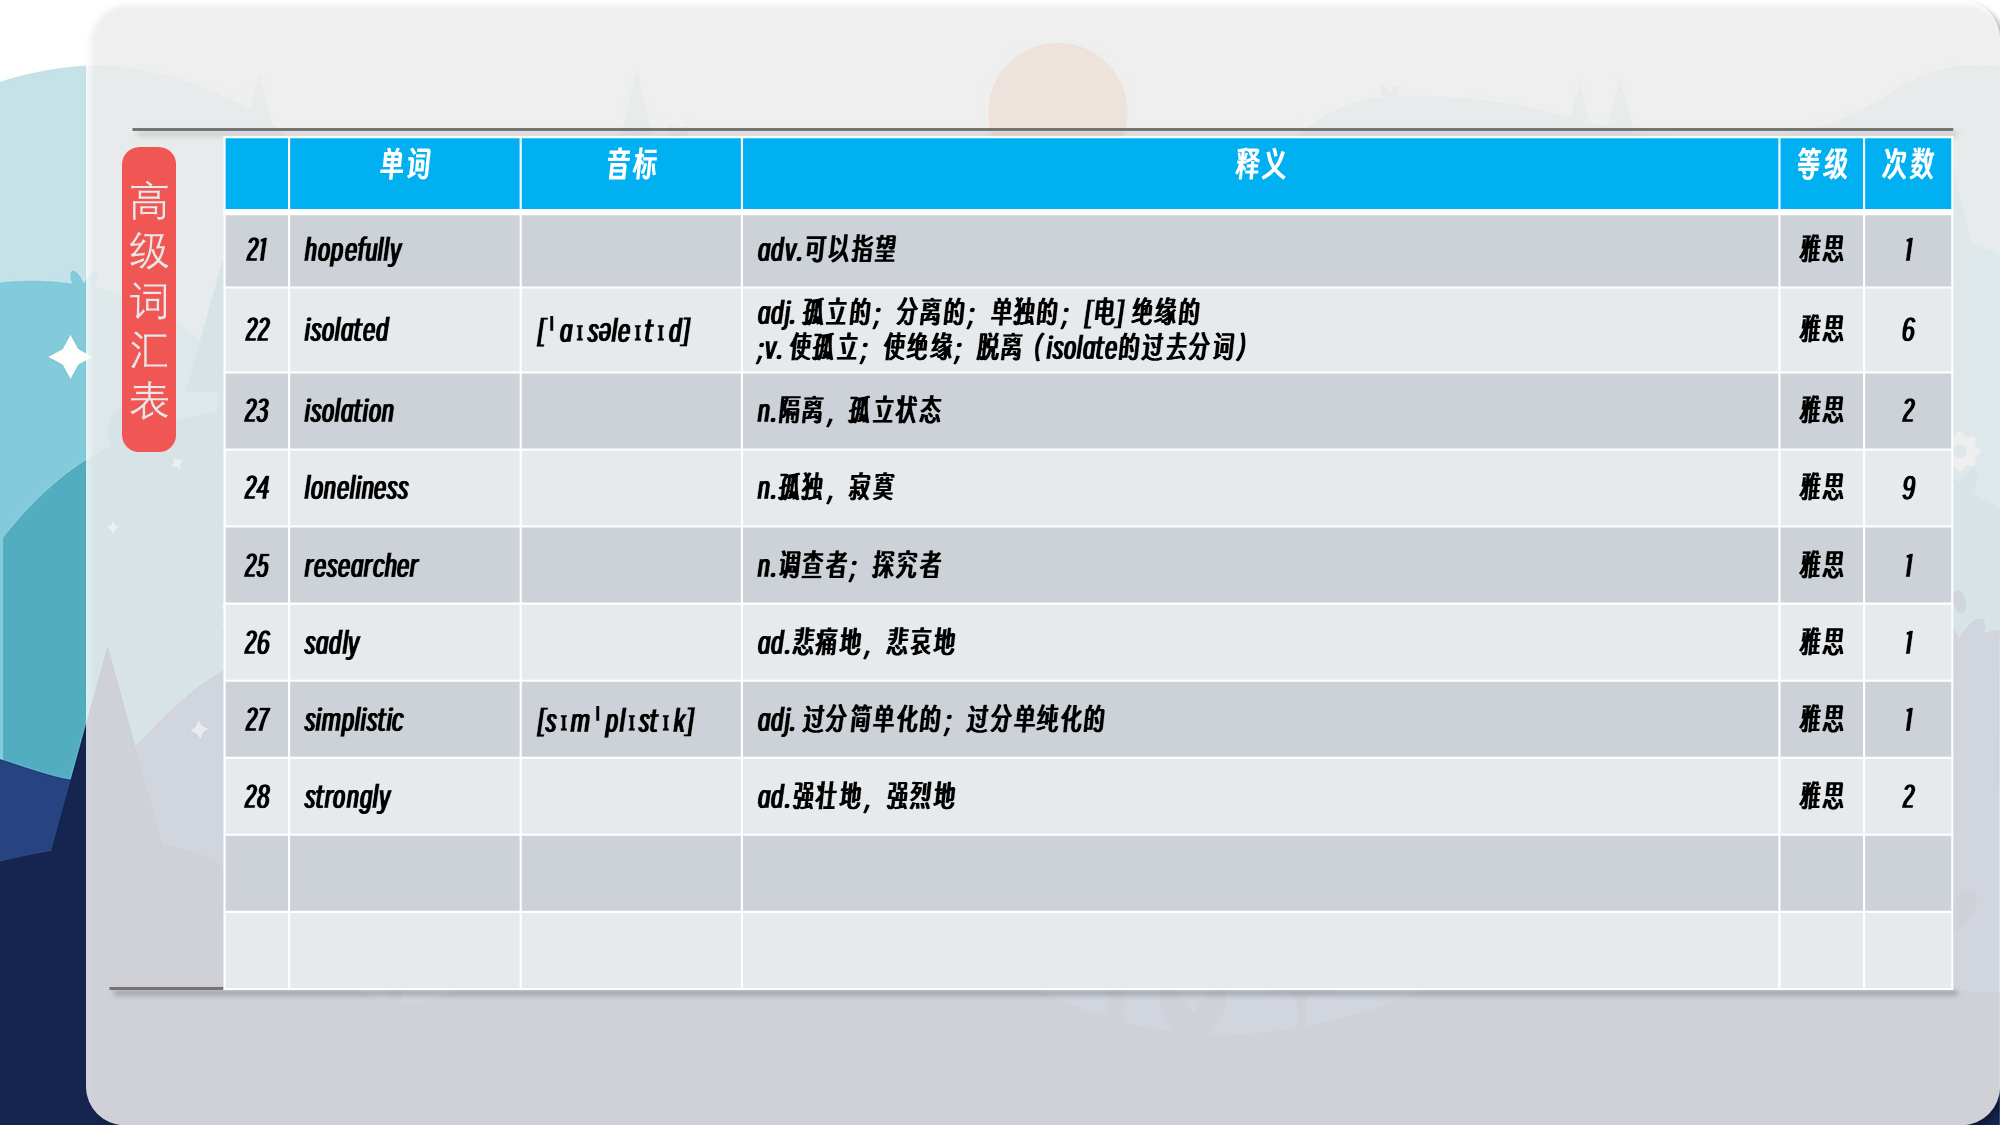 高级词汇表
单词 音标 释义 等级 次数
21 hopefully adv.可以指望 雅思 1
22 isolated [ˈaɪsəleɪtɪd] adj. 孤立的；分离的；单独的；[电] 绝缘的
;v. 使孤立；使绝缘；脱离（isolate的过去分词） 雅思 6
23 isolation n.隔离，孤立状态 雅思 2
24 loneliness n.孤独，寂寞 雅思 9
25 researcher n.调查者；探究者 雅思 1
26 sadly ad.悲痛地，悲哀地 雅思 1
27 simplistic [sɪmˈplɪstɪk] adj. 过分简单化的；过分单纯化的 雅思 1
28 strongly ad.强壮地，强烈地 雅思 2